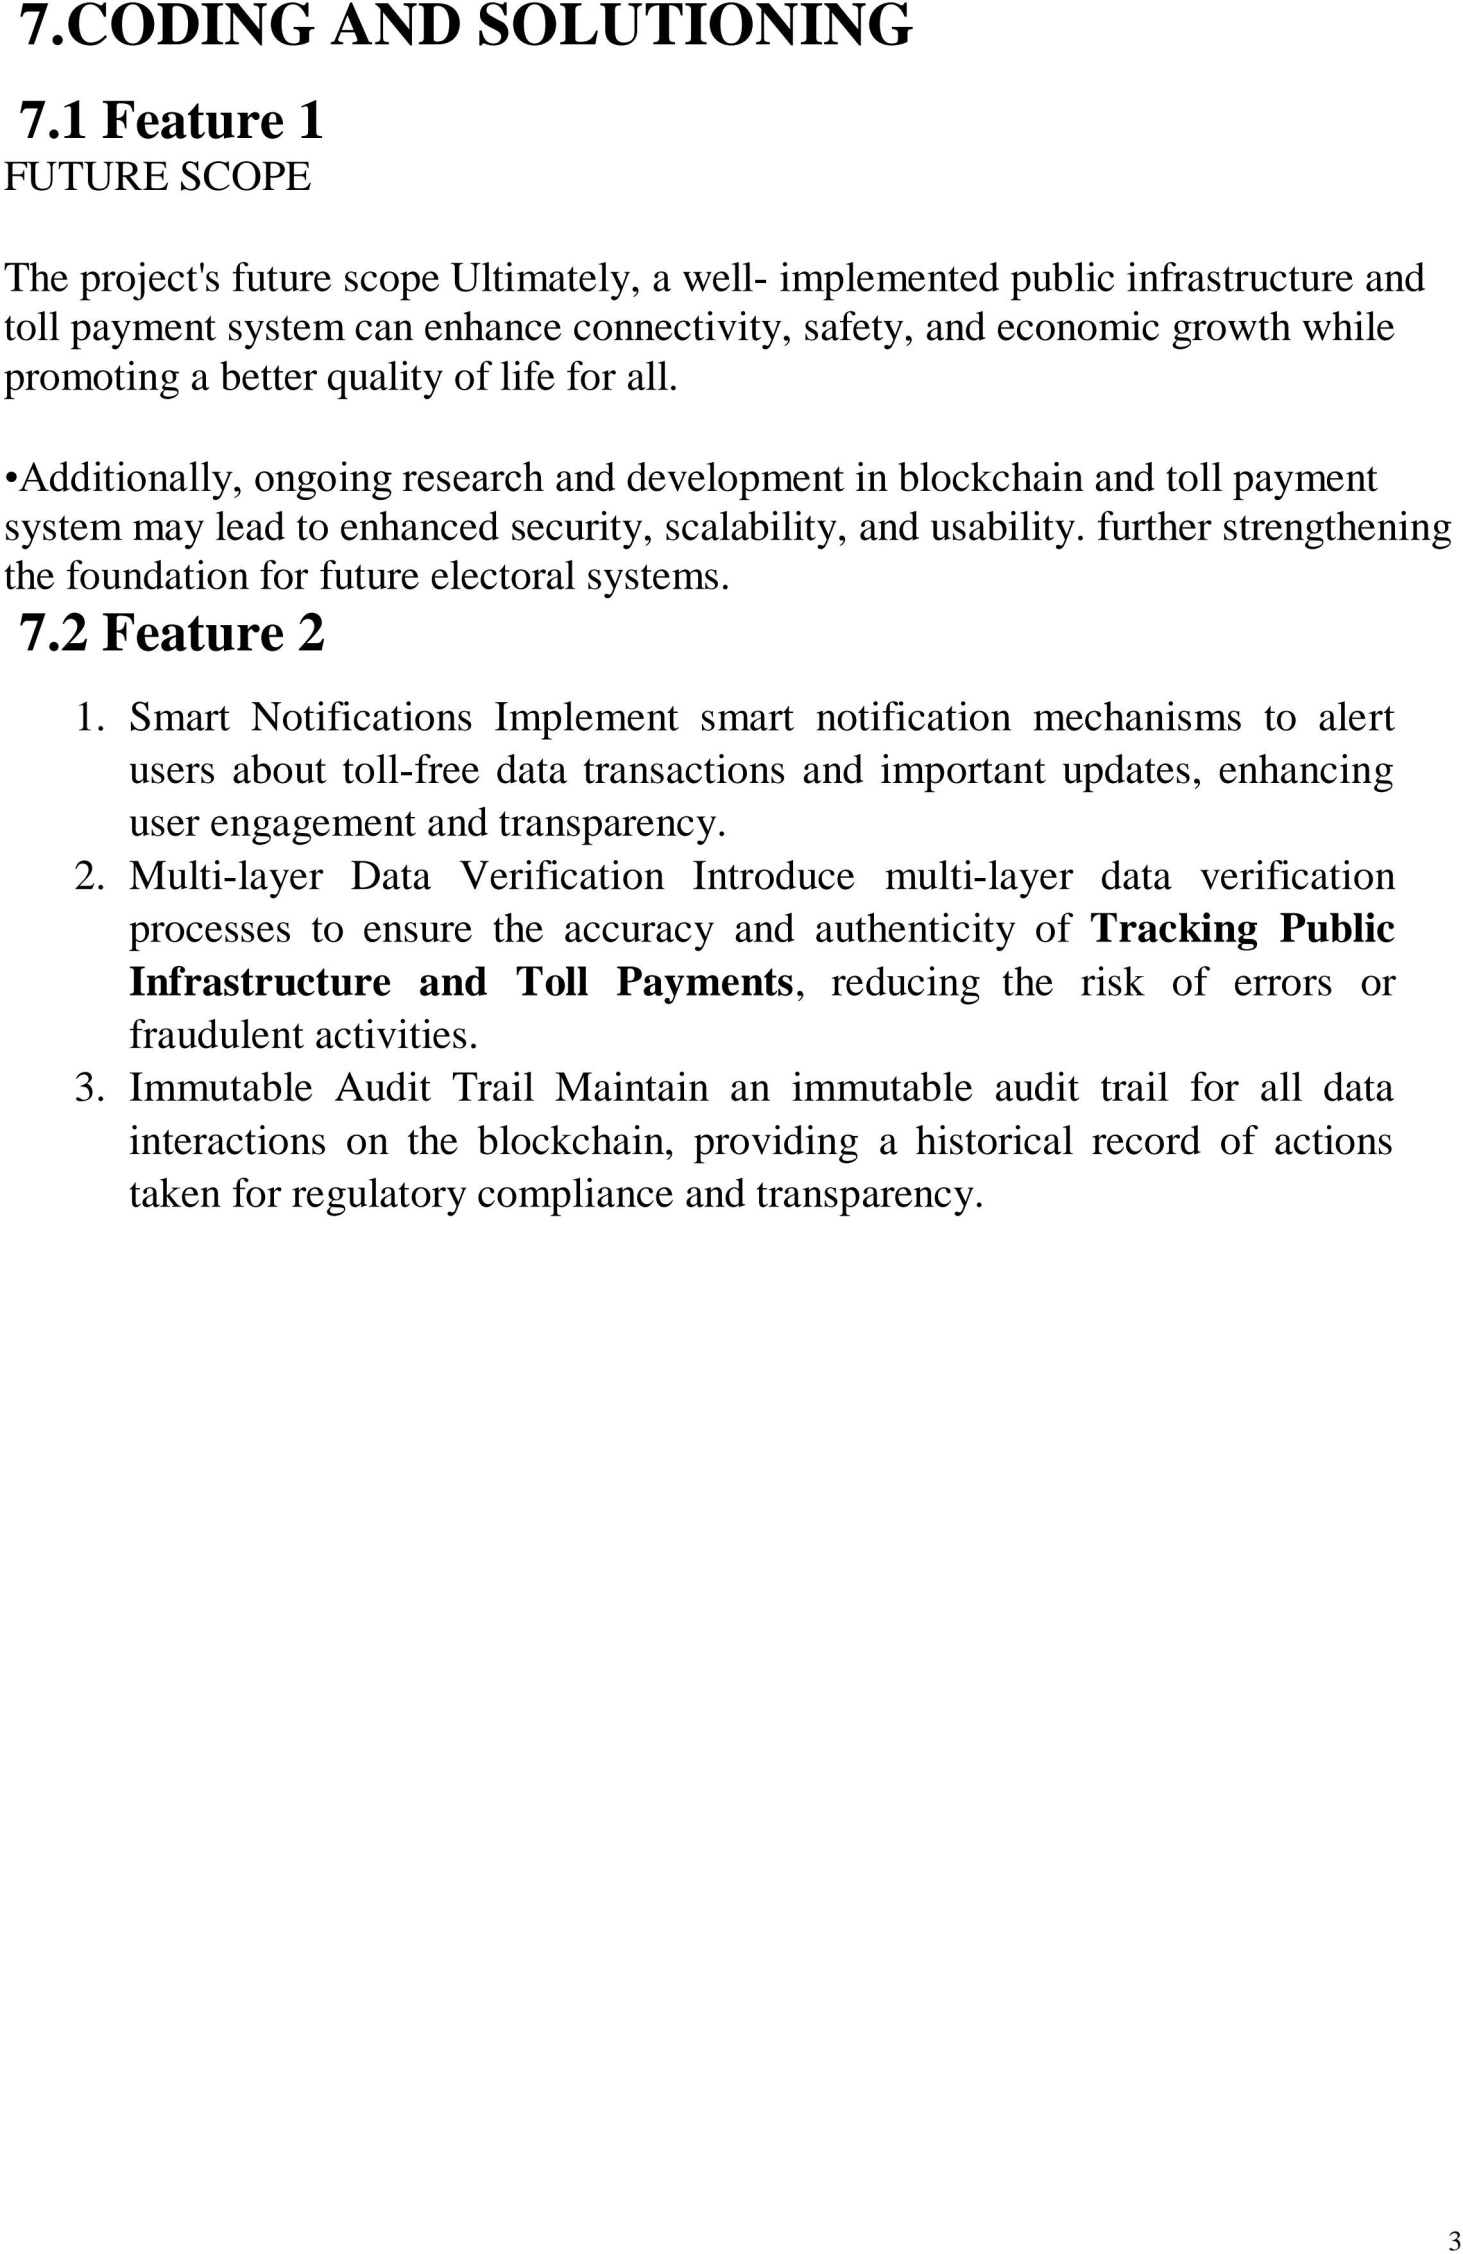 7.CODING AND SOLUTIONING
7.1 Feature 1
FUTURE SCOPE
The project's future scope Ultimately, a well- implemented public infrastructure and
toll payment system can enhance connectivity, safety, and economic growth while
promoting a better quality of life for all.
•Additionally, ongoing research and development in blockchain and toll payment
system may lead to enhanced security, scalability, and usability. further strengthening
the foundation for future electoral systems.
7.2 Feature 2
1. Smart Notifications Implement smart notification mechanisms to alert
users about toll-free data transactions and important updates, enhancing
user engagement and transparency.
2. Multi-layer Data Verification Introduce multi-layer data verification
processes to ensure the accuracy and authenticity of Tracking Public
Infrastructure and Toll Payments, reducing the risk of errors or
fraudulent activities.
3. Immutable Audit Trail Maintain an immutable audit trail for all data
interactions on the blockchain, providing a historical record of actions
taken for regulatory compliance and transparency.
3